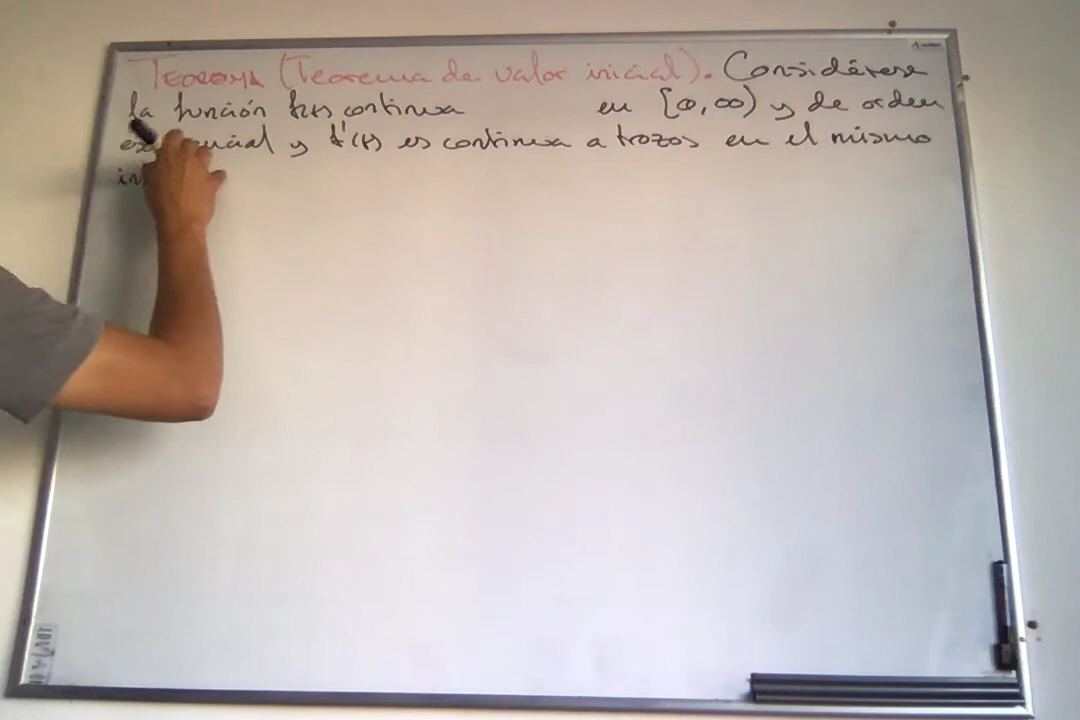 TEOREMA (Teorema de valor inicial). Considérese
la función f(t) continua en [0, ∞) y de orden
y f'(t) es continua a trozos en el mismo